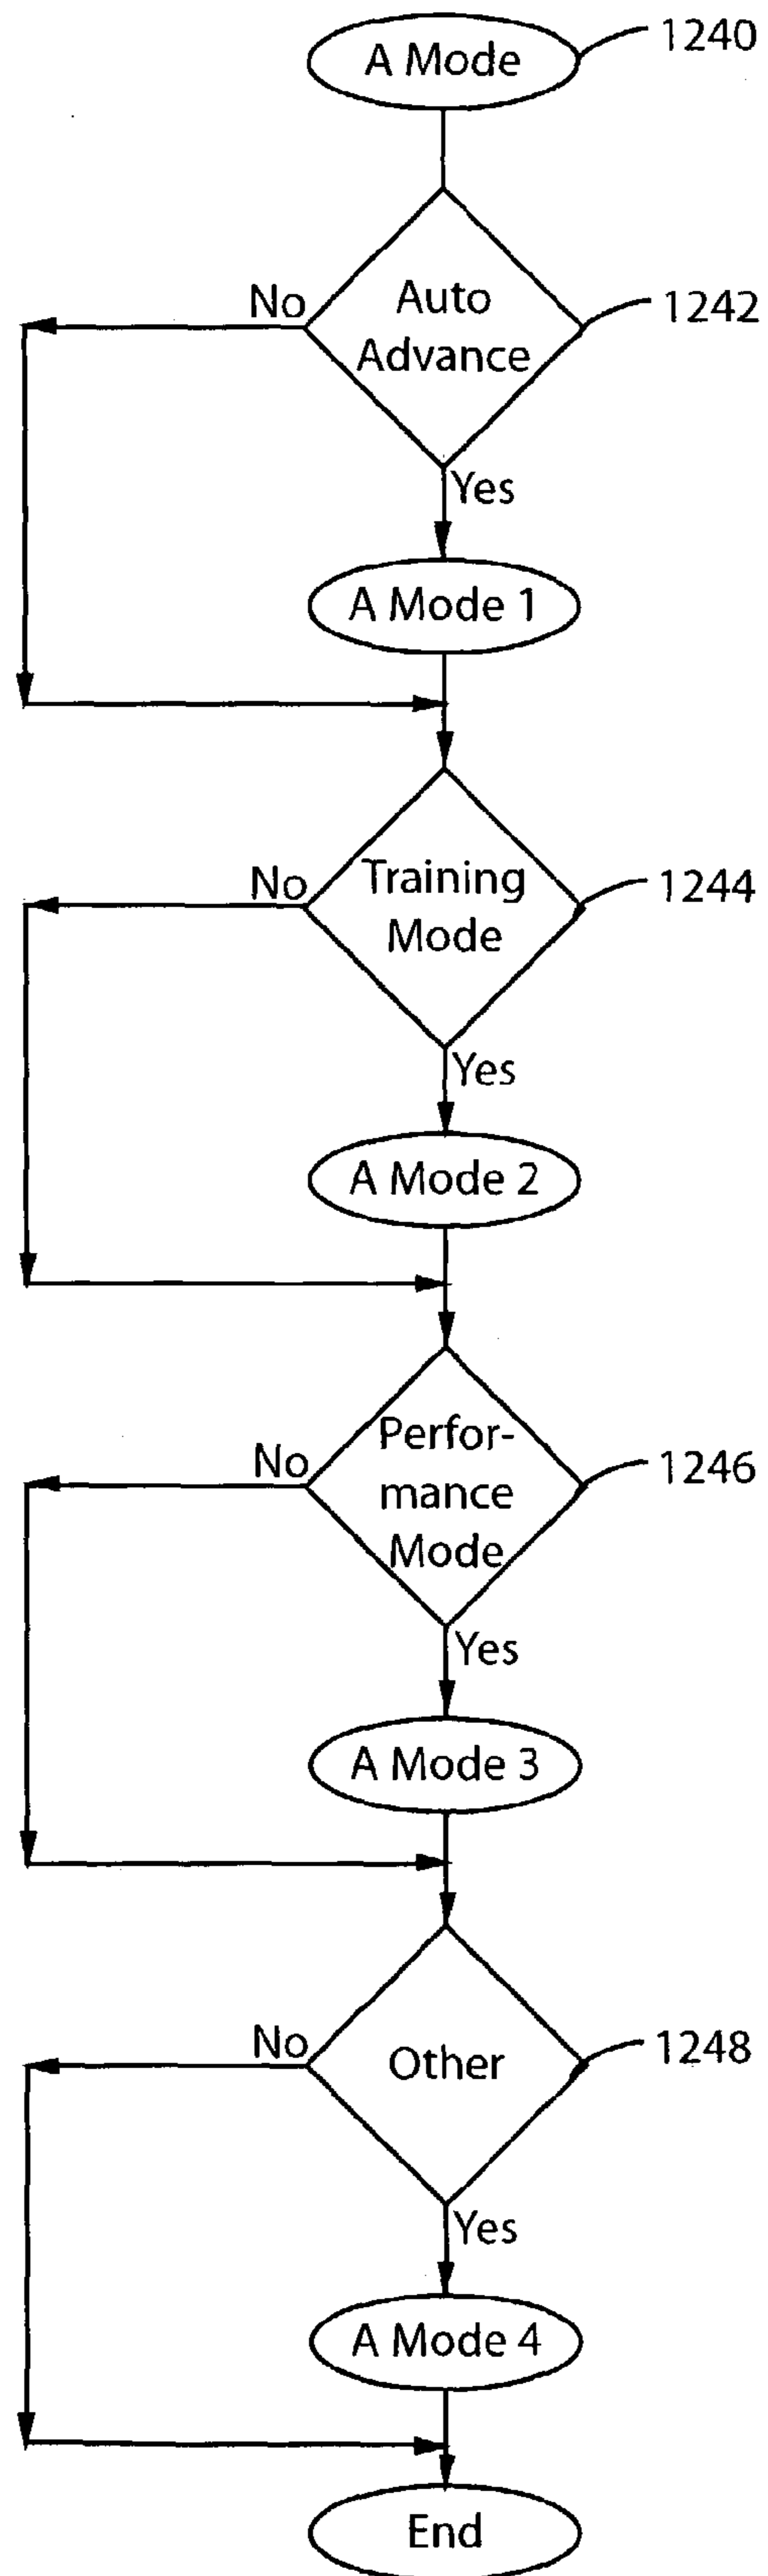 A Mode
1240
No
Auto
Advance
1242
Yes
A Mode 1
No
Training
Mode
1244
Yes
A Mode 2
No
Perfor-
mance
Mode
1246
Yes
A Mode 3
No
Other
1248
Yes
A Mode 4
End